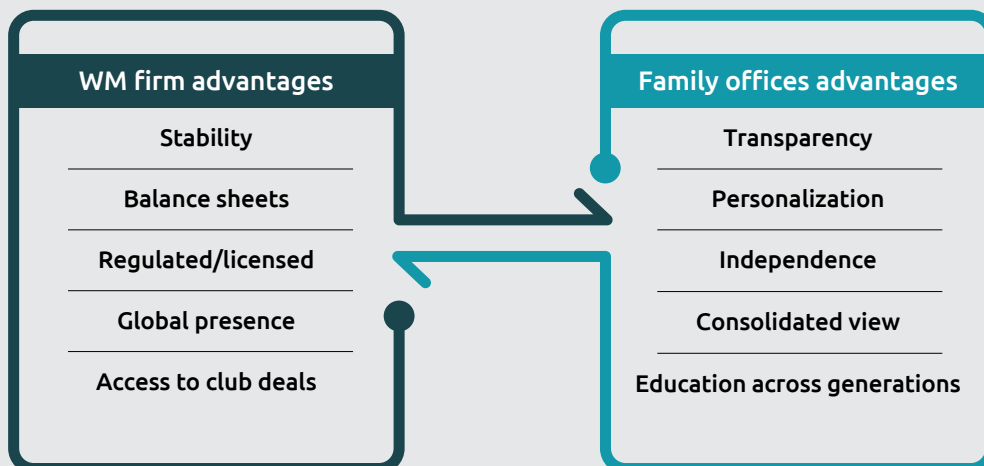 WM firm advantages
Stability
Balance sheets
Regulated/licensed
Global presence
Access to club deals
Family offices advantages
Transparency
Personalization
Independence
Consolidated view
Education across generations